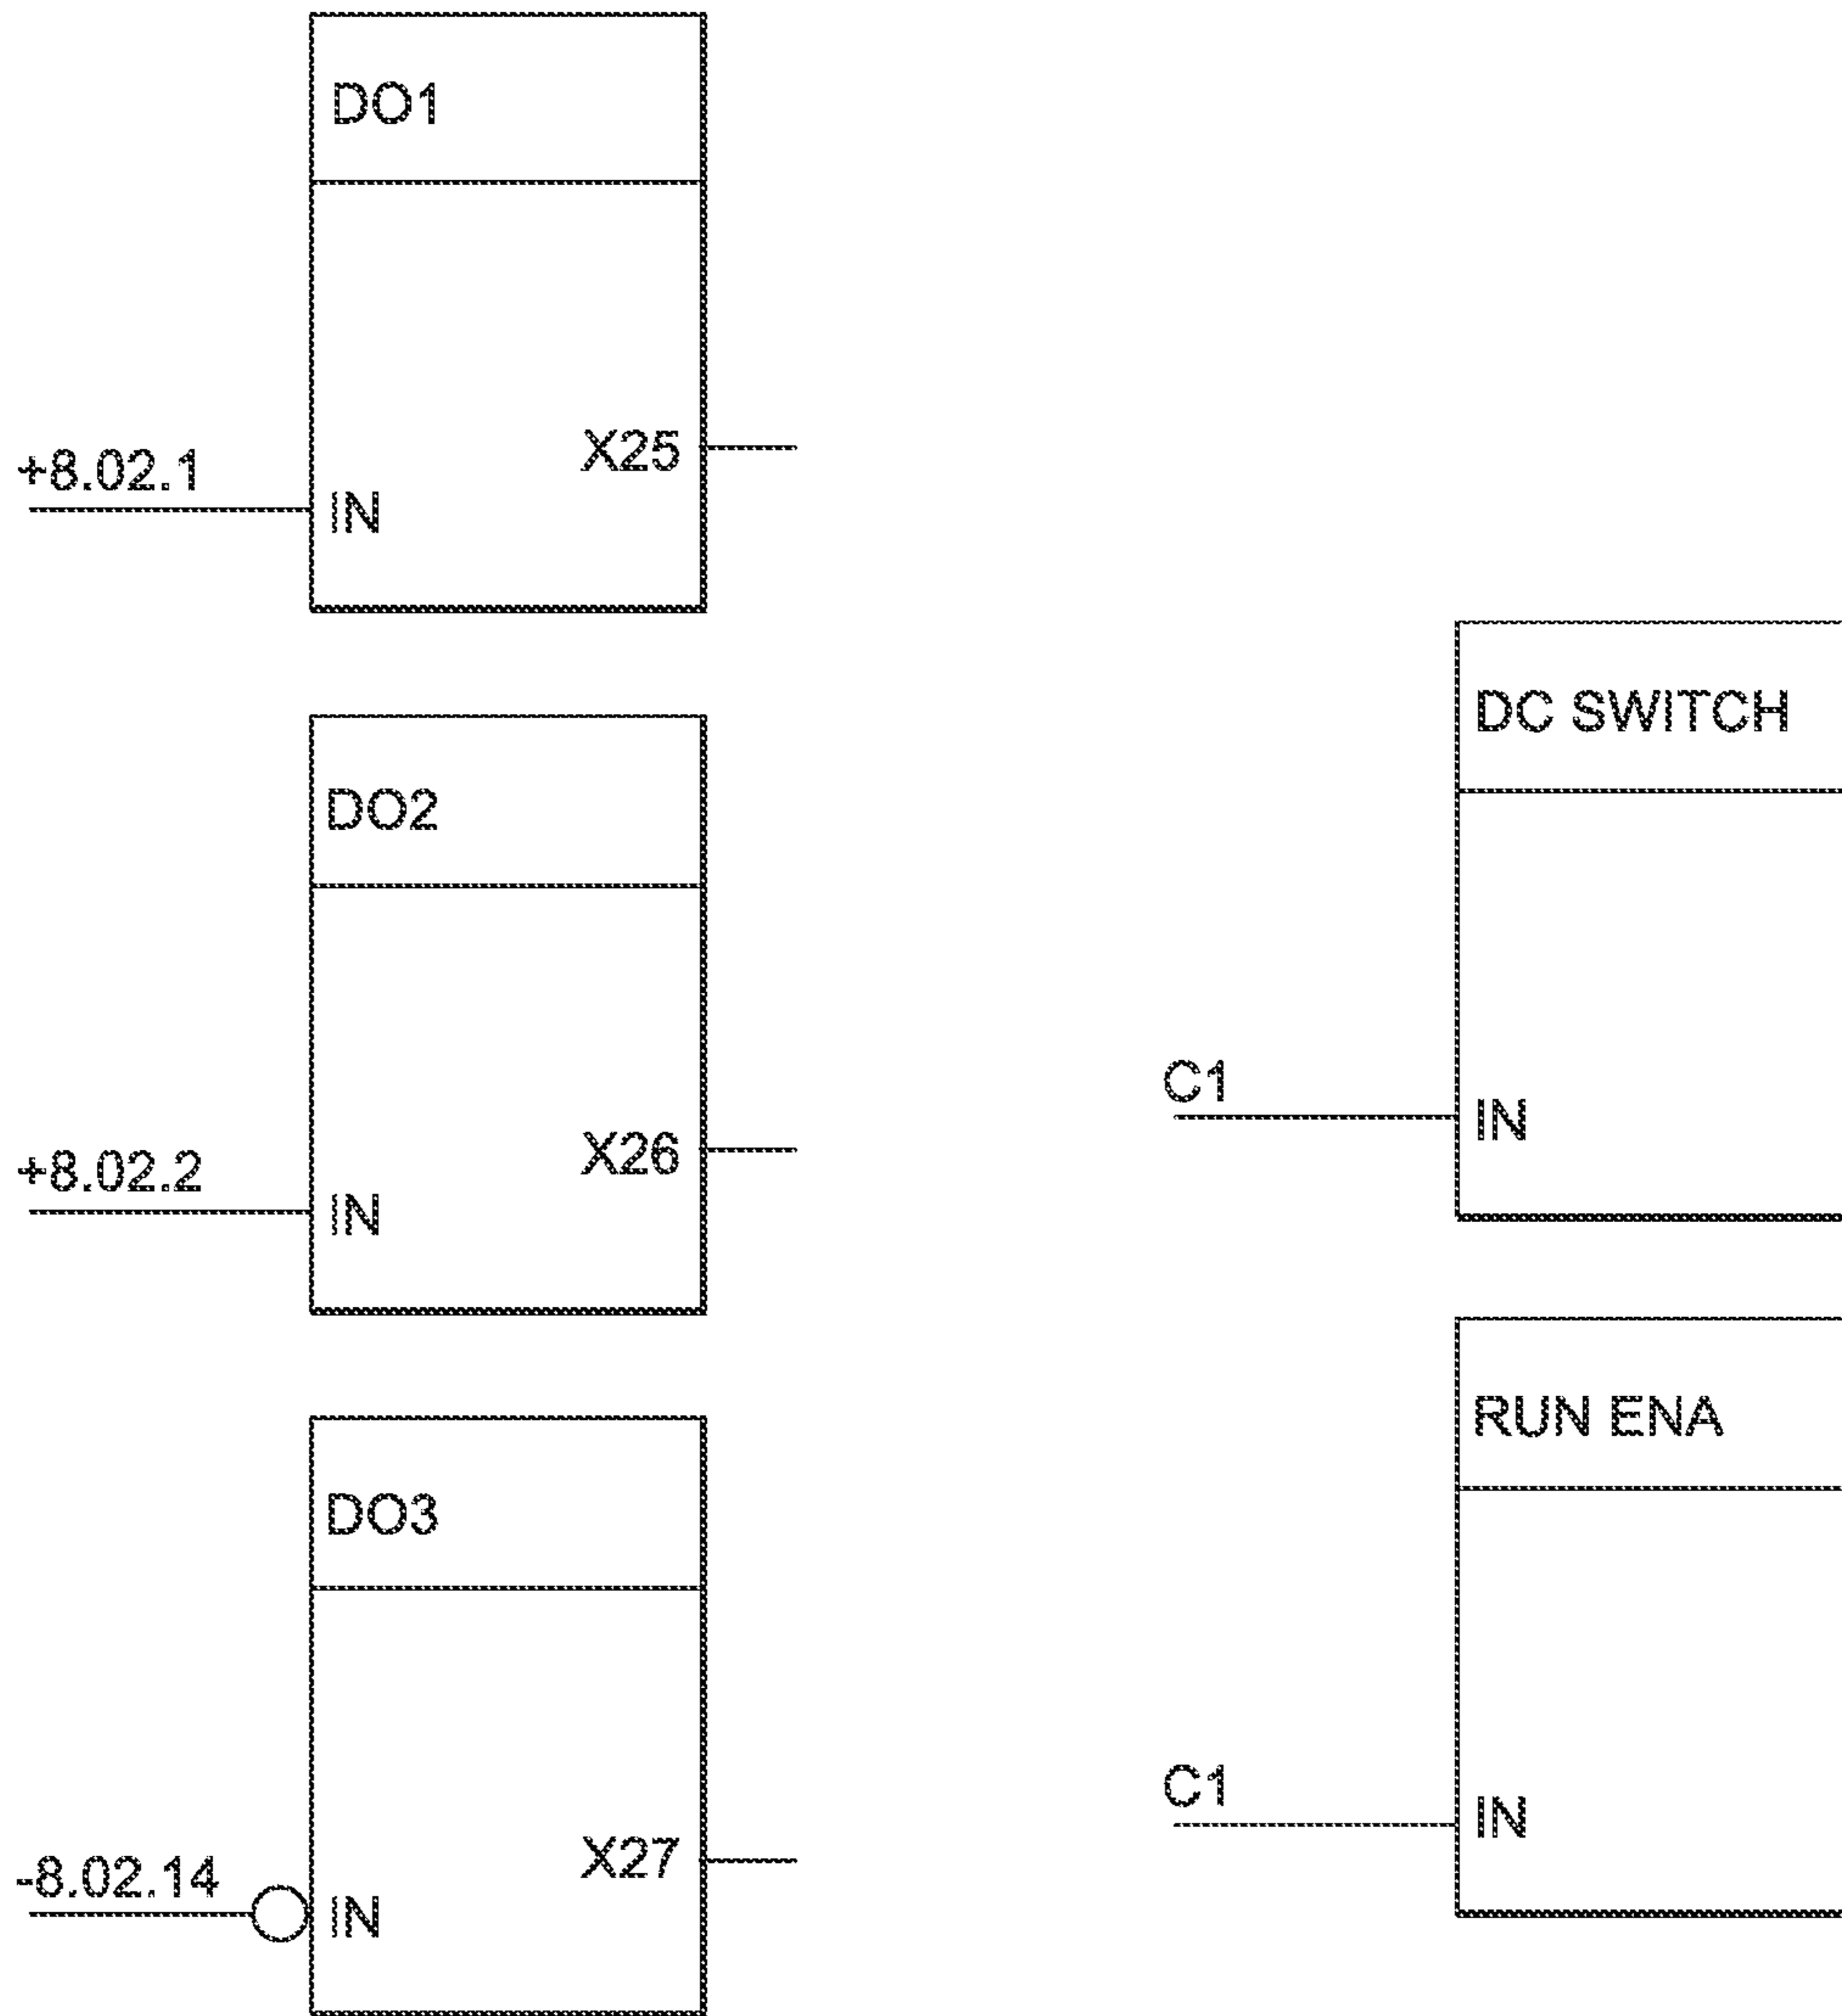 DO1
X25
+8.02.1
IN
DO2
X26
+8.02.2
IN
DO3
X27
-8.02.14
IN
DC SWITCH
C1
IN
RUN ENA
C1
IN